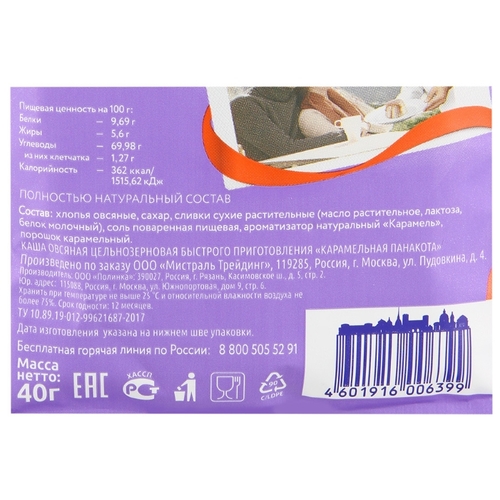 Пищевая ценность на 100 г:
Белки – 9,69 г
Жиры – 5,6 г
Углеводы – 69,98 г
из них клетчатка – 1,27 г
Калорийность – 362 ккал/
1515,62 кДж
ПОЛНОСТЬЮ НАТУРАЛЬНЫЙ СОСТАВ
Состав: хлопья овсяные, сахар, сливки сухие растительные (масло растительное, лактоза,
белок молочный), соль поваренная пищевая, ароматизатор натуральный «Карамель»,
порошок карамельный.
КАША ОВСЯНАЯ ЦЕЛЬНОЗЕРНОВАЯ БЫСТРОГО ПРИГОТОВЛЕНИЯ «КАРАМЕЛЬНАЯ ПАНАКОТА»
Произведено по заказу ООО «Мистраль Трейдинг», 119285, Россия, г. Москва, ул. Пудовкина, д. 4.
Производитель: ООО «Полинка»: 390027, Россия, г. Рязань, Касимовское ш., д. 5, стр. 2.
Юр. адрес: 115088, Россия, г. Москва, ул. Южнопортовая, дом 9, стр. 6.
Хранить при температуре не выше 25 °С и относительной влажности воздуха не
более 75%. Срок годности: 12 месяцев.
ТУ 10.89.19-012-99621687-2017
Дата изготовления указана на нижнем шве упаковки.
Бесплатная горячая линия по России: 8 800 505 52 91
Масса
нетто:
40г
ЕАС
ХАССП
РСТ
90
C/LDPE
4601916006399